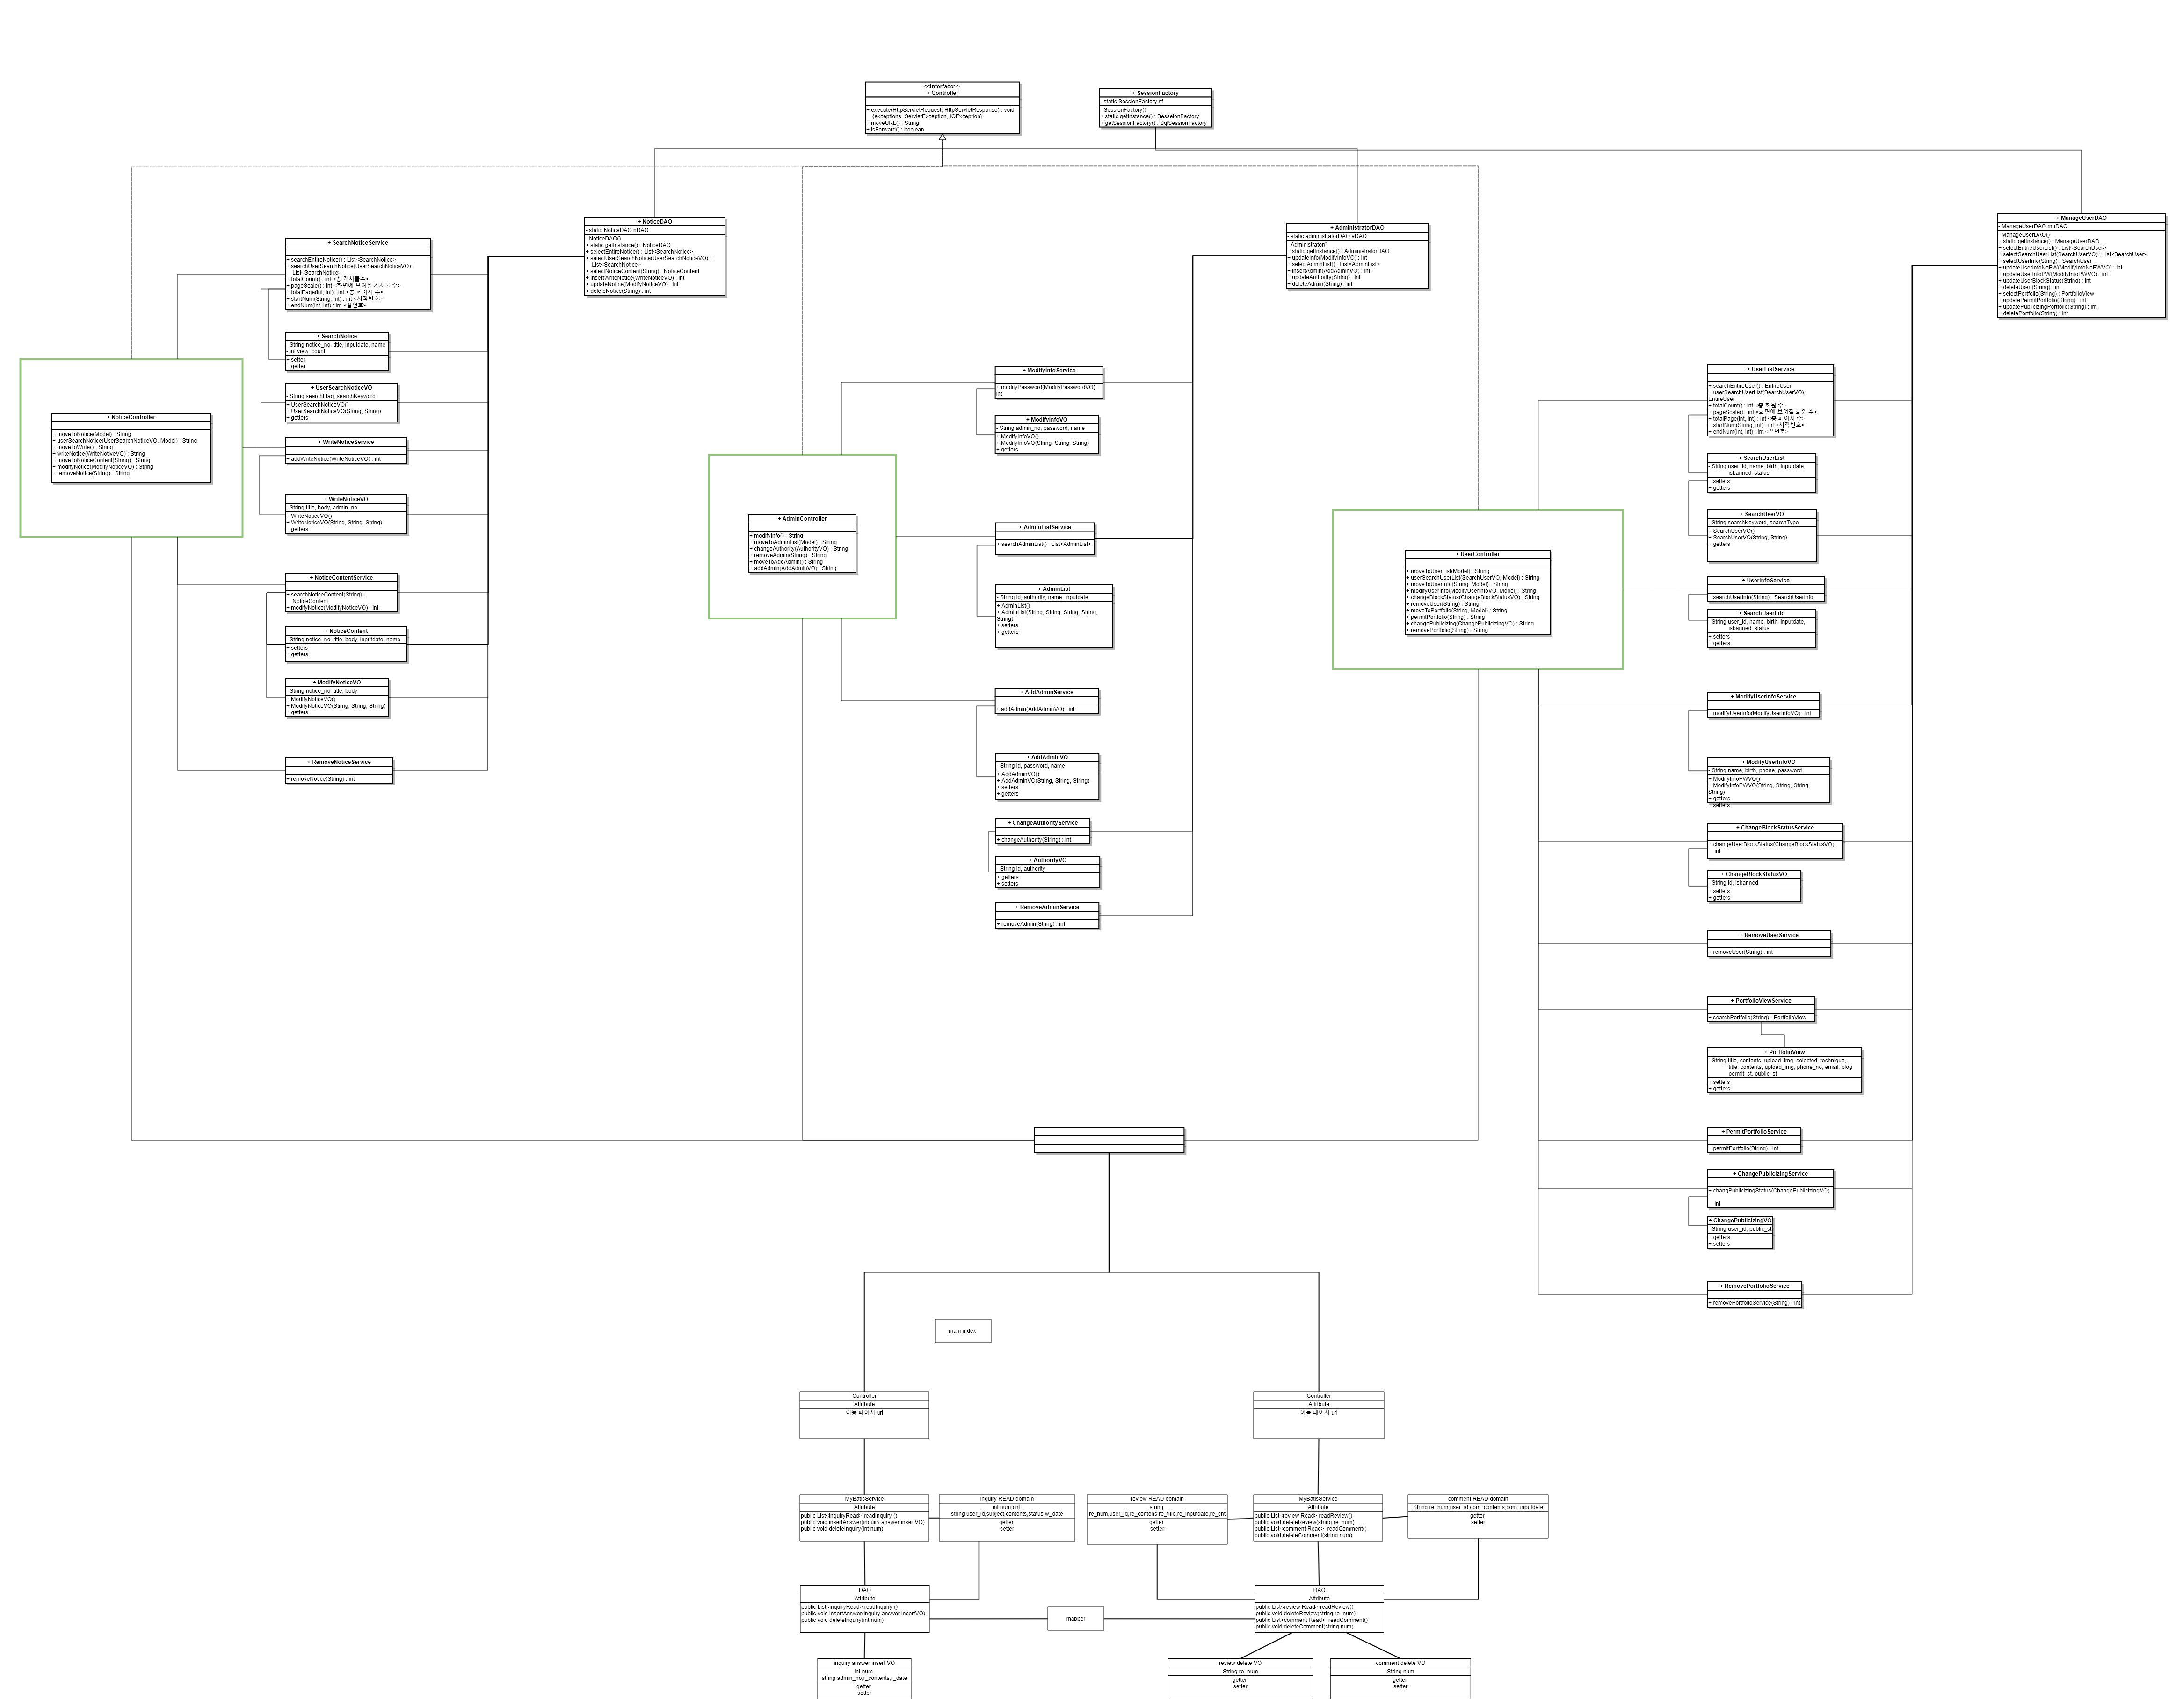 <<Interface>>
+ Controller
+ execute(HttpServletRequest, HttpServletResponse) : void
{exceptions=ServletException, IOException}
+ moveURL() : String
+ isForward() : boolean
+ SessionFactory
- static SessionFactory sf
- SessionFactory()
+ static getInstance() : SesseionFactory
+ getSessionFactory() : SqlSessionFactory
+ NoticeDAO
- static NoticeDAO nDAO
- NoticeDAO()
+ static getInstance() : NoticeDAO
+ selectEntireNotice() : List<SearchNotice>
+ selectUserSearchNotice(UserSearchNoticeVO) :
List<SearchNotice>
+ selectNoticeContent(String) : NoticeContent
+ insertWriteNotice(WriteNoticeVO) : int
+ updateNotice(ModifyNoticeVO) : int
+ deleteNotice(String) : int
+ AdministratorDAO
- static administratorDAO aDAO
- Administrator()
+ static getInstance() : AdministratorDAO
+ updateInfo(ModifyInfoVO) : int
+ selectAdminList() : List<AdminList>
+ insertAdmin(AddAdminVO) : int
+ updateAuthority(String) : int
+ deleteAdmin(String) : int
+ ManageUserDAO
- ManageUserDAO muDAO
- ManageUserDAO()
+ static getInstance() : ManageUserDAO
+ selectEntireUserList() : List<SearchUser>
+ selectSearchUserList(SearchUserVO) : List<SearchUser>
+ selectUserInfo(String) : SearchUser
+ updateUserInfoNoPW(ModifyInfoNoPWVO) : int
+ updateUserInfoPW(ModifyInfoPWVO) : int
+ updateUserBlockStatus(String) : int
+ deleteUsert(String) : int
+ selectPortfolio(String) : PortfolioView
+ updatePermitPortfolio(String) : int
+ updatePublicizingPortfolio(String) : int
+ deletePortfolio(String) : int
+ SearchNoticeService
+ searchEntireNotice() : List<SearchNotice>
+ searchUserSearchNotice(UserSearchNoticeVO) :
List<SearchNotice>
+ totalCount() : int <총 게시물수>
+ pageScale() : int <화면에 보여질 게시물 수>
+ totalPage(int, int) : int <총 페이지 수>
+ startNum(String, int) : int <시작번호>
+ endNum(int, int) : int <끝번호>
+ SearchNotice
- String notice_no, title, inputdate, name
- int view_count
+ setter
+ getter
+ UserSearchNoticeVO
- String searchFlag, searchKeyword
+ UserSearchNoticeVO()
+ UserSearchNoticeVO(String, String)
+ getters
+ NoticeController
+ moveToNotice(Model) : String
+ userSearchNotice(UserSearchNoticeVO, Model) : String
+ moveToWrite() : String
+ writeNotice(WriteNotiveVO) : String
+ moveToNoticeContent(String) : String
+ modifyNotice(ModifyNoticeVO) : String
+ removeNotice(String) : String
+ WriteNoticeService
+ addWriteNotice(WriteNoticeVO) : int
+ WriteNoticeVO
- String title, body, admin_no
+ WriteNoticeVO()
+ WriteNoticeVO(String, String, String)
+ getters
+ NoticeContentService
+ searchNoticeContent(String) :
NoticeContent
+ modifyNotice(ModifyNoticeVO) : int
+ NoticeContent
- String notice_no, title, body, inputdate, name
+ setters
+ getters
+ ModifyNoticeVO
- String notice_no, title, body
+ ModifyNoticeVO()
+ ModifyNoticeVO(Stirng, String, String)
+ getters
+ RemoveNoticeService
+ removeNotice(String) : int
+ ModifyInfoService
+ modifyPassword(ModifyPasswordVO) :
int
+ ModifyInfoVO
- String admin_no, password, name
+ ModifyInfoVO()
+ ModifyInfoVO(String, String, String)
+ getters
+ AdminController
+ modifyInfo() : String
+ moveToAdminList(Model) : String
+ changeAuthority(AuthorityVO) : String
+ removeAdmin(String) : String
+ moveToAddAdmin() : String
+ addAdmin(AddAdminVO) : String
+ AdminListService
+ searchAdminList() : List<AdminList>
+ AdminList
- String id, authority, name, inputdate
+ AdminList()
+ AdminList(String, String, String, String,
String)
+ setters
+ getters
+ AddAdminService
+ addAdmin(AddAdminVO) : int
+ AddAdminVO
- String id, password, name
+ AddAdminVO()
+ AddAdminVO(String, String, String)
+ setters
+ getters
+ ChangeAuthorityService
+ changeAuthority(String) : int
+ AuthorityVO
- String id, authority
+ getters
+ setters
+ RemoveAdminService
+ removeAdmin(String) : int
+ UserListService
+ searchEntireUser() : EntireUser
+ userSearchUserList(SearchUserVO) :
EntireUser
+ totalCount() : int <총 회원 수>
+ pageScale() : int <화면에 보여질 회원 수>
+ totalPage(int, int) : int <총 페이지 수>
+ startNum(String, int) : int <시작번호>
+ endNum(int, int) : int <끝번호>
+ SearchUserList
- String user_id, name, birth, inputdate,
isbanned, status
+ setters
+ getters
+ SearchUserVO
- String searchKeyword, searchType
+ SearchUserVO()
+ SearchUserVO(String, String)
+ getters
+ UserController
+ moveToUserList(Model) : String
+ userSearchUserList(SearchUserVO, Model) : String
+ moveToUserInfo(String, Model) : String
+ modifyUserInfo(ModifyUserInfoVO, Model) : String
+ changeBlockStatus(ChangeBlockStatusVO) : String
+ removeUser(String) : String
+ moveToPortfolio(String, Model) : String
+ permitPortfolio(String) : String
+ changePublicizing(ChangePublicizingVO) : String
+ removePortfolio(String) : String
+ UserInfoService
+ searchUserInfo(String) : SearchUserInfo
+ SearchUserInfo
- String user_id, name, birth, inputdate,
isbanned, status
+ setters
+ getters
+ ModifyUserInfoService
+ modifyUserInfo(ModifyUserInfoVO) : int
+ ModifyUserInfoVO
- String name, birth, phone, password
+ ModifyInfoPWVO()
+ ModifyInfoPWVO(String, String, String,
String)
+ getters
+ setters
+ ChangeBlockStatusService
+ changeUserBlockStatus(ChangeBlockStatusVO) :
int
+ ChangeBlockStatusVO
- String id, isbanned
+ setters
+ getters
+ RemoveUserService
+ removeUser(String) : int
+ PortfolioViewService
+ searchPortfolio(String) : PortfolioView
+ PortfolioView
- String title, contents, upload_img, selected_technique,
title, contents, upload_img, phone_no, email, blog
permit_st, public_st
+ setters
+ getters
+ PermitPortfolioService
+ permitPortfolio(String) : int
+ ChangePublicizingService
+ changPublicizingStatus(ChangePublicizingVO)
:
int
+ ChangePublicizingVO
- String user_id, public_st
+ getters
+ setters
+ RemovePortfolioService
+ removePortfolioService(String) : int
main index
Controller
Attribute
이동 페이지 url
Controller
Attribute
이동 페이지 url
MyBatisService
Attribute
public List<inquiryRead> readInquiry ()
public void insertAnswer(inquiry answer insertVO)
public void deleteInquiry(int num)
inquiry READ domain
int num,cnt
string user_id,subject,contents,status,w_date
getter
setter
review READ domain
string
re_num,user_id,re_contens,re_title,re_inputdate,re_cnt
getter
setter
MyBatisService
Attribute
public List<review Read> readReview()
public void deleteReview(string re_num)
public List<comment Read> readComment()
public void deleteComment(string num)
comment READ domain
String re_num,user_id,com_contents,com_inputdate
getter
setter
DAO
Attribute
public List<inquiryRead> readInquiry ()
public void insertAnswer(inquiry answer insertVO)
public void deleteInquiry(int num)
mapper
DAO
Attribute
public List<review Read> readReview()
public void deleteReview(string re_num)
public List<comment Read> readComment()
public void deleteComment(string num)
inquiry answer insert VO
int num
string admin_no,r_contents,r_date
getter
setter
review delete VO
String re_num
getter
setter
comment delete VO
String num
getter
setter